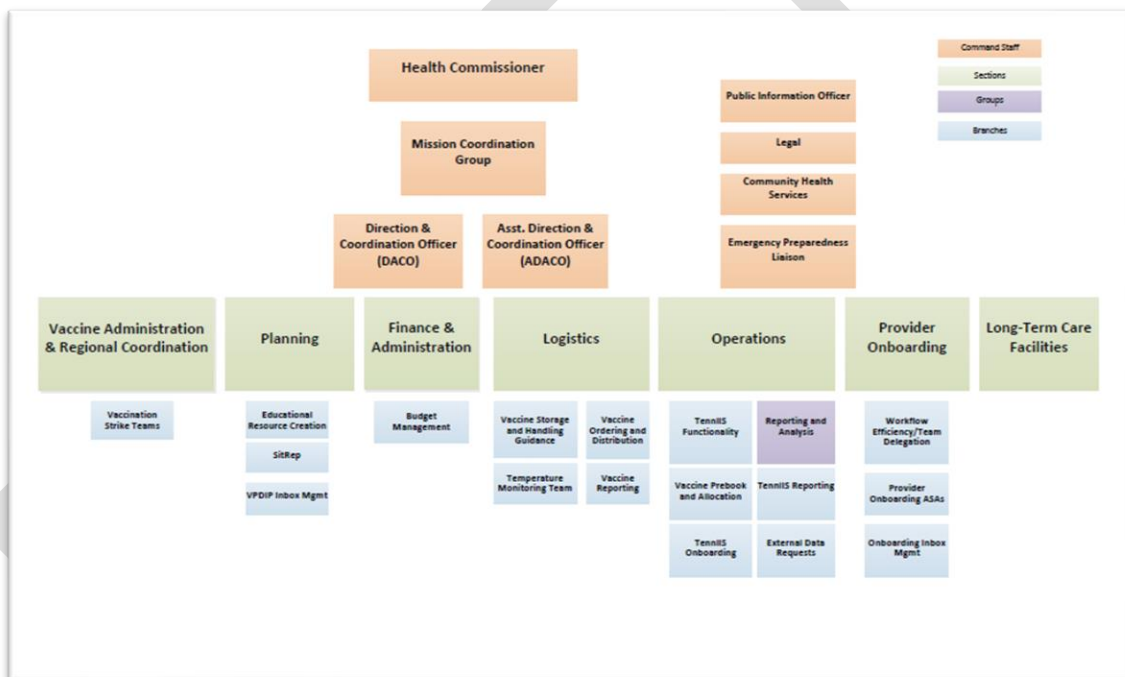 Health Commissioner
Mission Coordination
Group
Direction &
Coordination Officer
(DACO)
Asst. Direction &
Coordination Officer
(ADACO)
Public Information Officer
Legal
Community Health
Services
Emergency Preparedness
Liaison
Command Staff
Sections
Groups
Branches
Vaccine Administration
& Regional Coordination
Planning
Finance &
Administration
Logistics
Operations
Provider
Onboarding
Long-Term Care
Facilities
Vaccination
Strike Teams
Educational
Resource Creation
SitRep
VPDIP Inbox Mgmt
Budget
Management
Vaccine Storage
and Handling
Guidance
Vaccine
Ordering and
Distribution
Temperature
Monitoring Team
Vaccine
Reporting
TennIIS
Functionality
Reporting and
Analysis
Vaccine Prebook
and Allocation
TennIIS Reporting
TennIIS
Onboarding
External Data
Requests
Workflow
Efficiency/Team
Delegation
Provider
Onboarding ASAs
Onboarding Inbox
Mgmt